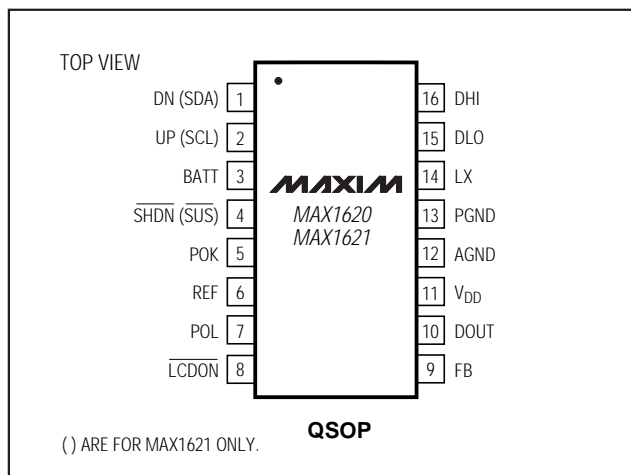 TOP VIEW
DN (SDA) 1
UP (SCL) 2
BATT 3
SHDN (SUS) 4
POK 5
REF 6
POL 7
LCDON 8
MAXIM
MAX1620
MAX1621
16 DHI
15 DLO
14 LX
13 PGND
12 AGND
11 VDD
10 DOUT
9 FB
QSOP
( ) ARE FOR MAX1621 ONLY.